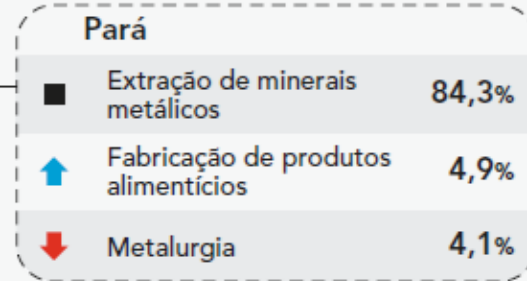 Pará
Extração de minerais
metálicos
84,3%
Fabricação de produtos
alimentícios
4,9%
Metalurgia
4,1%